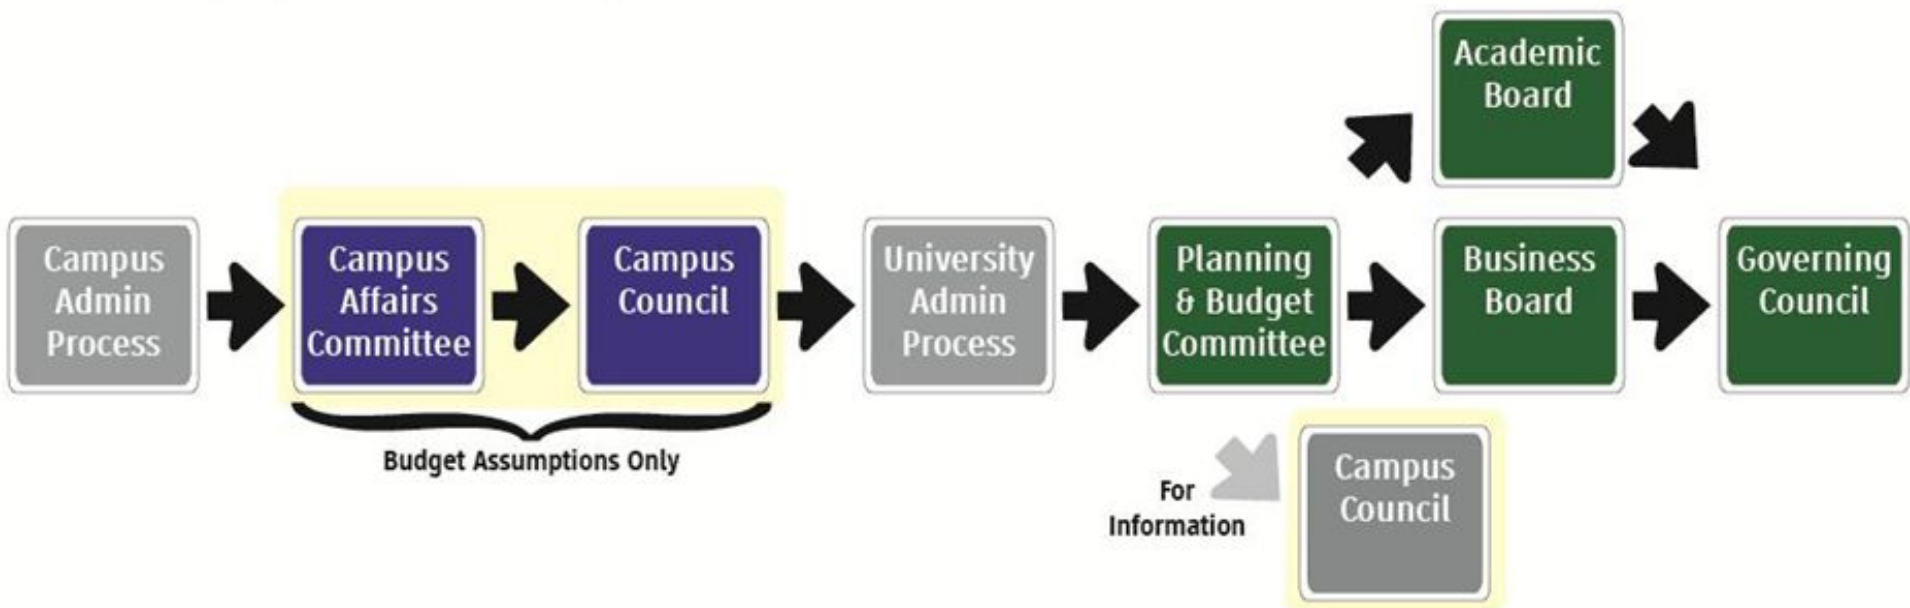 Academic
Board
Campus
Admin
Process
Campus
Affairs
Committee
Campus
Council
University
Admin
Process
Planning
& Budget
Committee
Business
Board
Governing
Council
Budget Assumptions Only
For
Information
Campus
Council